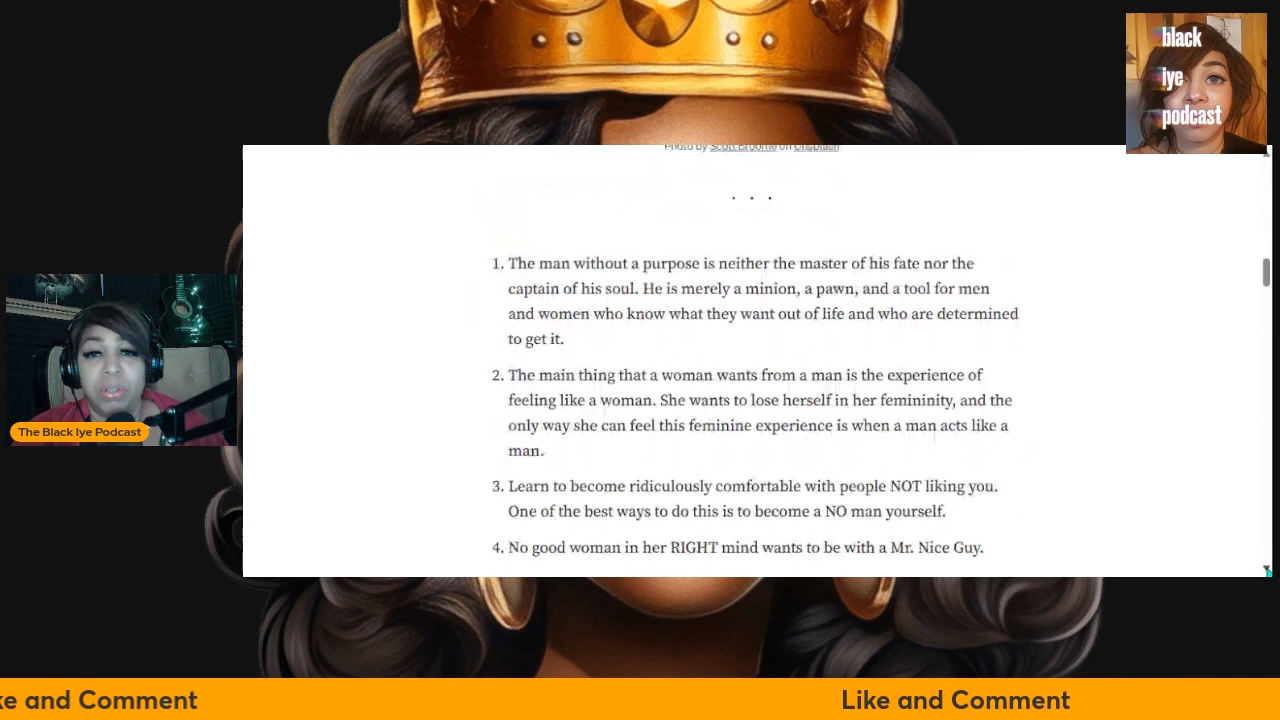 black
iye
podcast
Photo by Scott Broome on Unsplash
. . .
1. The man without a purpose is neither the master of his fate nor the
captain of his soul. He is merely a minion, a pawn, and a tool for men
and women who know what they want out of life and who are determined
to get it.
2. The main thing that a woman wants from a man is the experience of
feeling like a woman. She wants to lose herself in her femininity, and the
only way she can feel this feminine experience is when a man acts like a
man.
3. Learn to become ridiculously comfortable with people NOT liking you.
One of the best ways to do this is to become a NO man yourself.
4. No good woman in her RIGHT mind wants to be with a Mr. Nice Guy.
The Black Iye Podcast
ke and Comment
Like and Comment